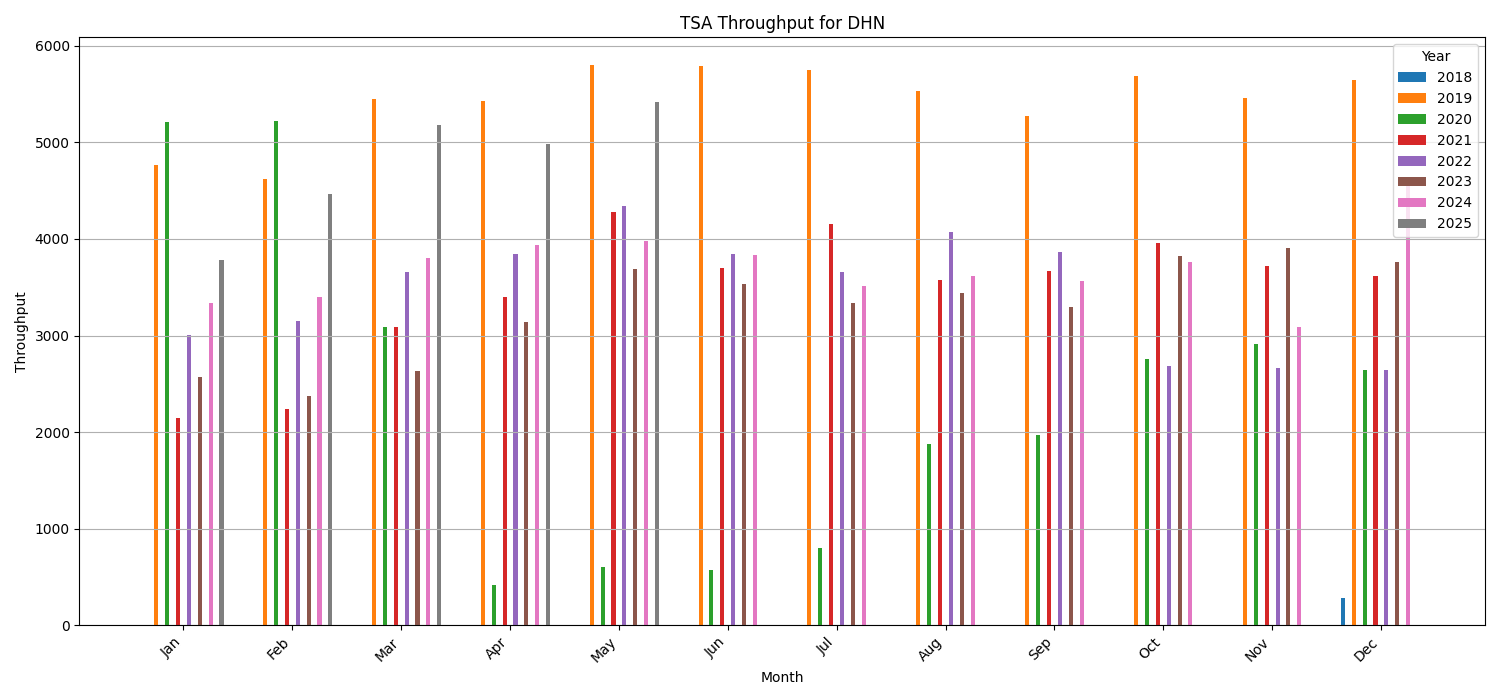 TSA Throughput for DHN
Throughput
6000
5000
4000
3000
2000
1000
0
Year
2018
2019
2020
2021
2022
2023
2024
2025
Jan
Feb
Mar
Apr
May
Jun
Jul
Aug
Sep
Oct
Nov
Dec
Month